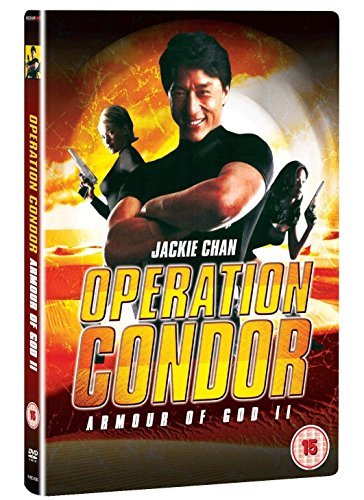 JACKIE CHAN
OPERATION
CONDOR
ARMOUR OF GOD II
15
OPERATION CONDOR ARMOUR OF GOD II
15
DVD